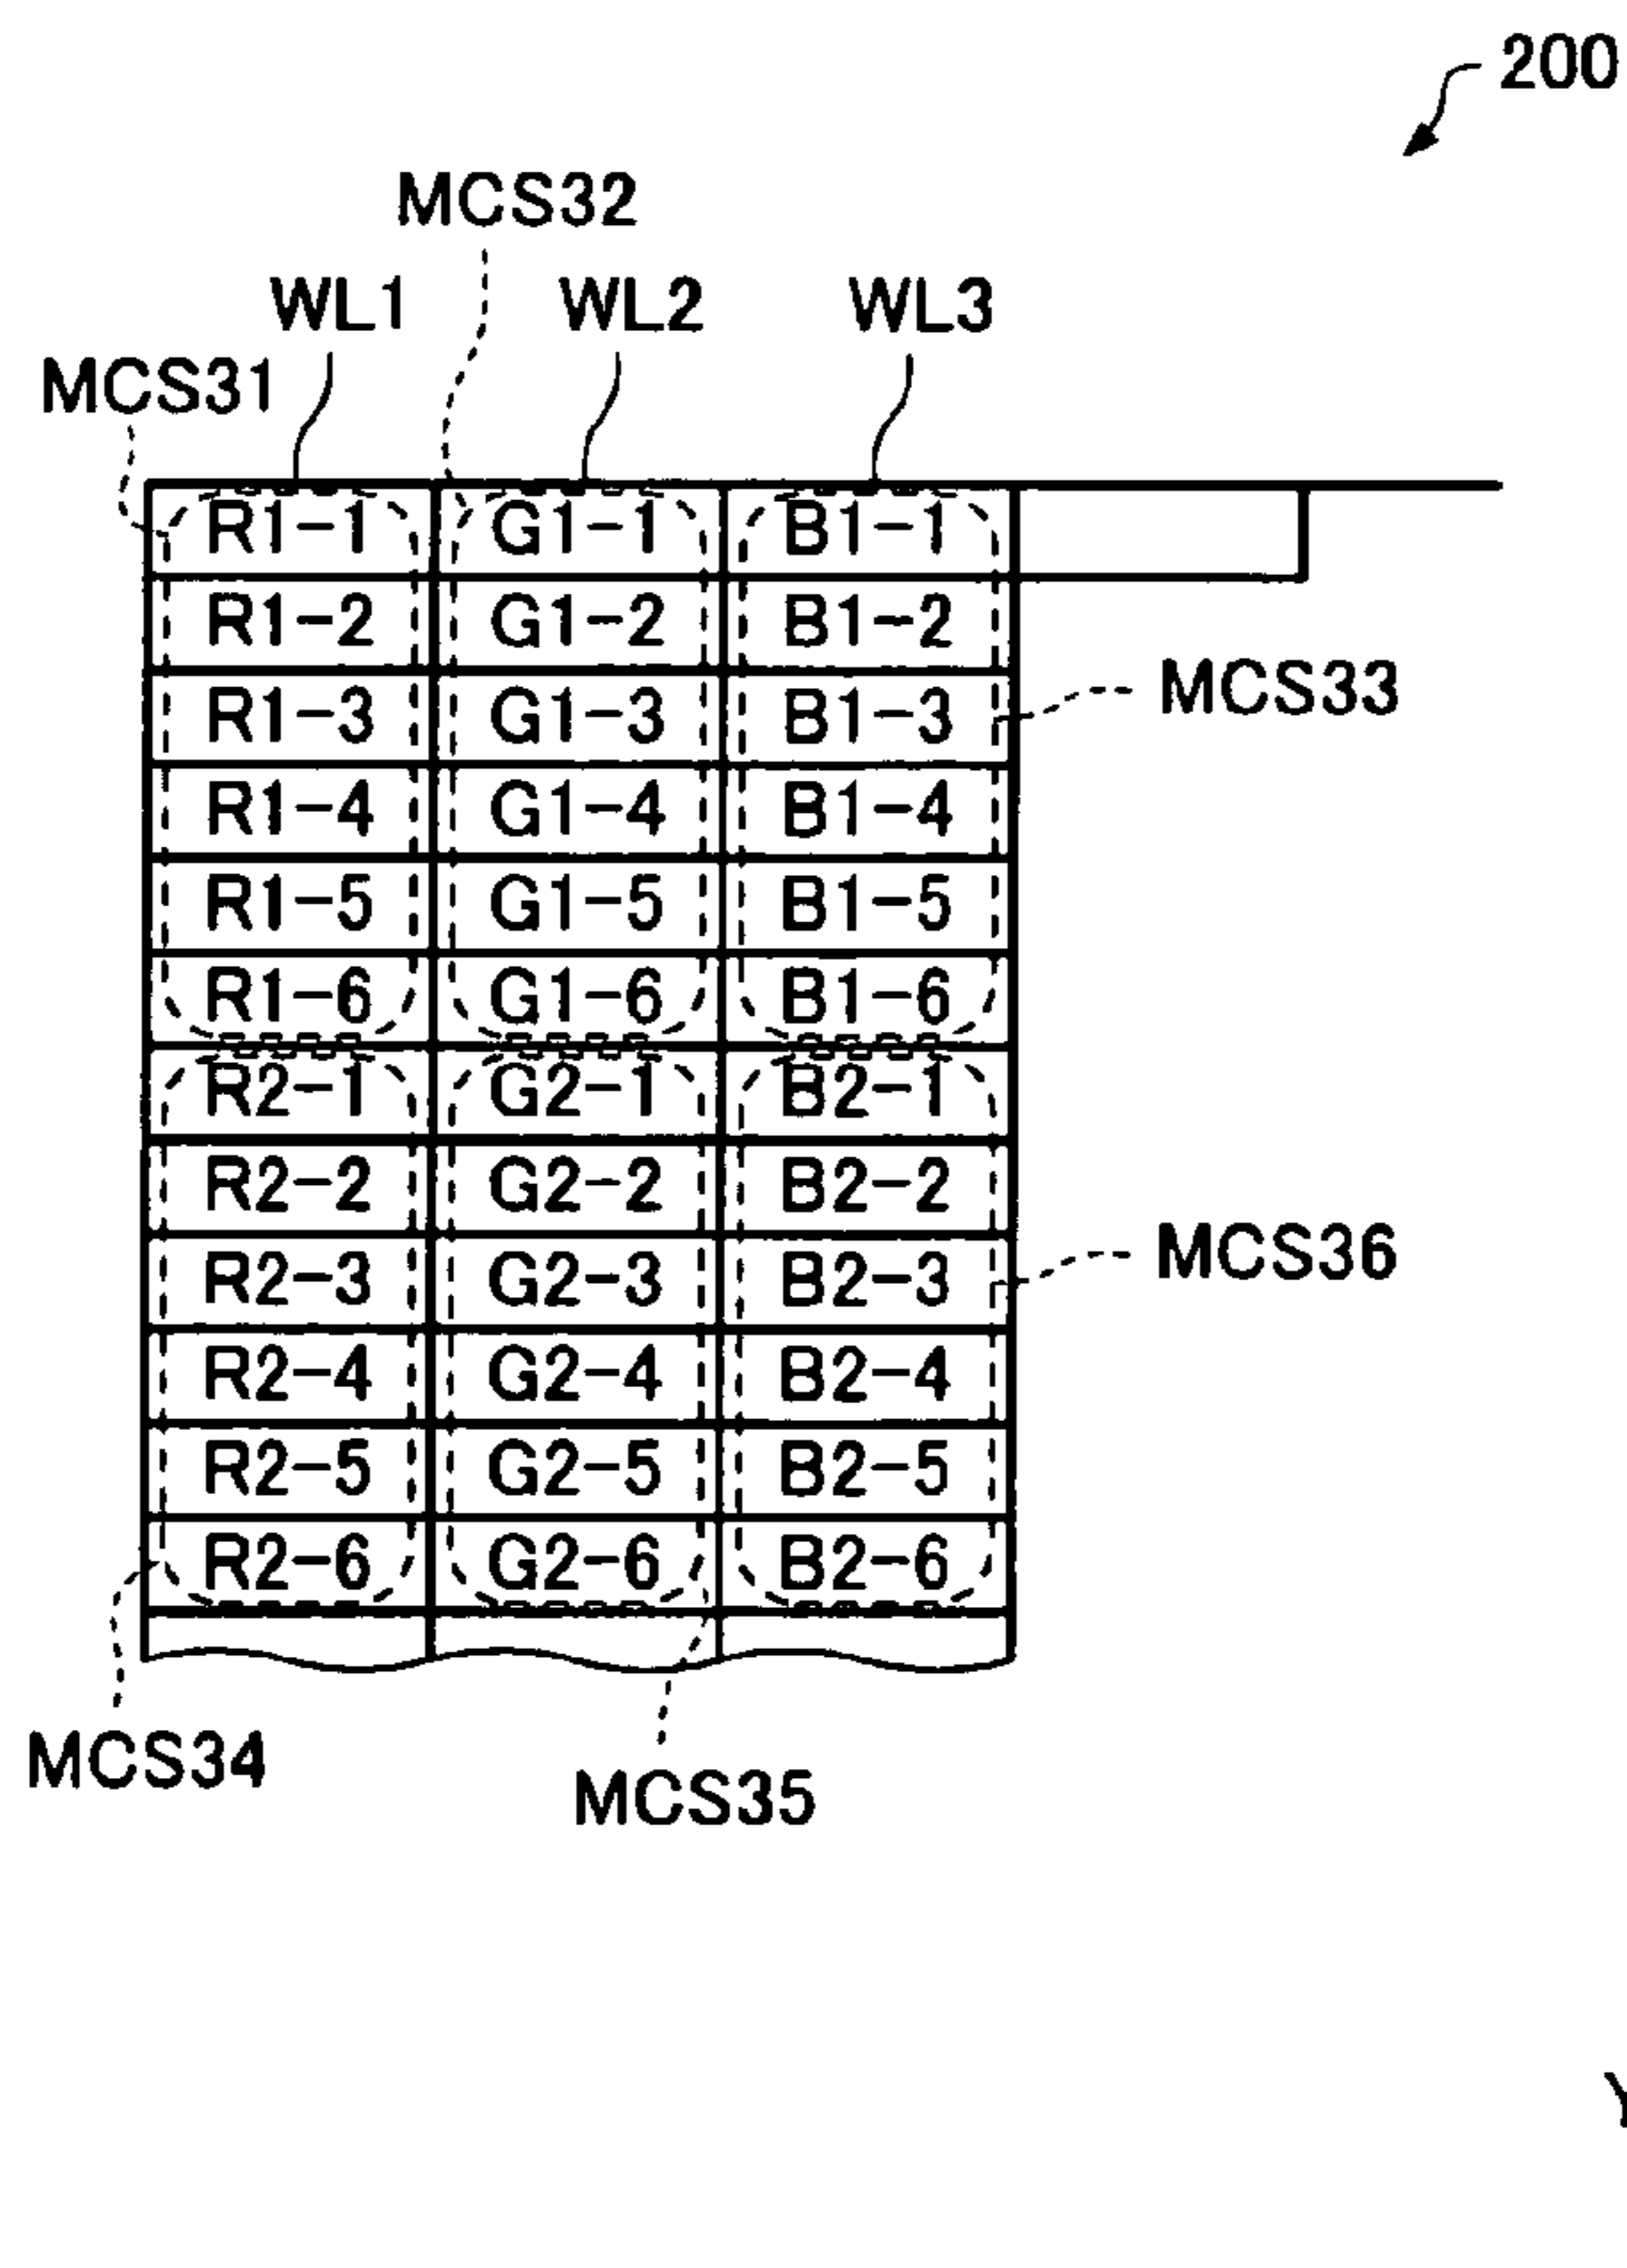 200
MCS32
WL1 WL2 WL3
MCS31
R1-1 G1-1 B1-1
R1-2 G1-2 B1-2
R1-3 G1-3 B1-3
MCS33
R1-4 G1-4 B1-4
R1-5 G1-5 B1-5
R1-6 G1-6 B1-6
R2-1 G2-1 B2-1
R2-2 G2-2 B2-2
R2-3 G2-3 B2-3
MCS36
R2-4 G2-4 B2-4
R2-5 G2-5 B2-5
R2-6 G2-6 B2-6
MCS34
MCS35